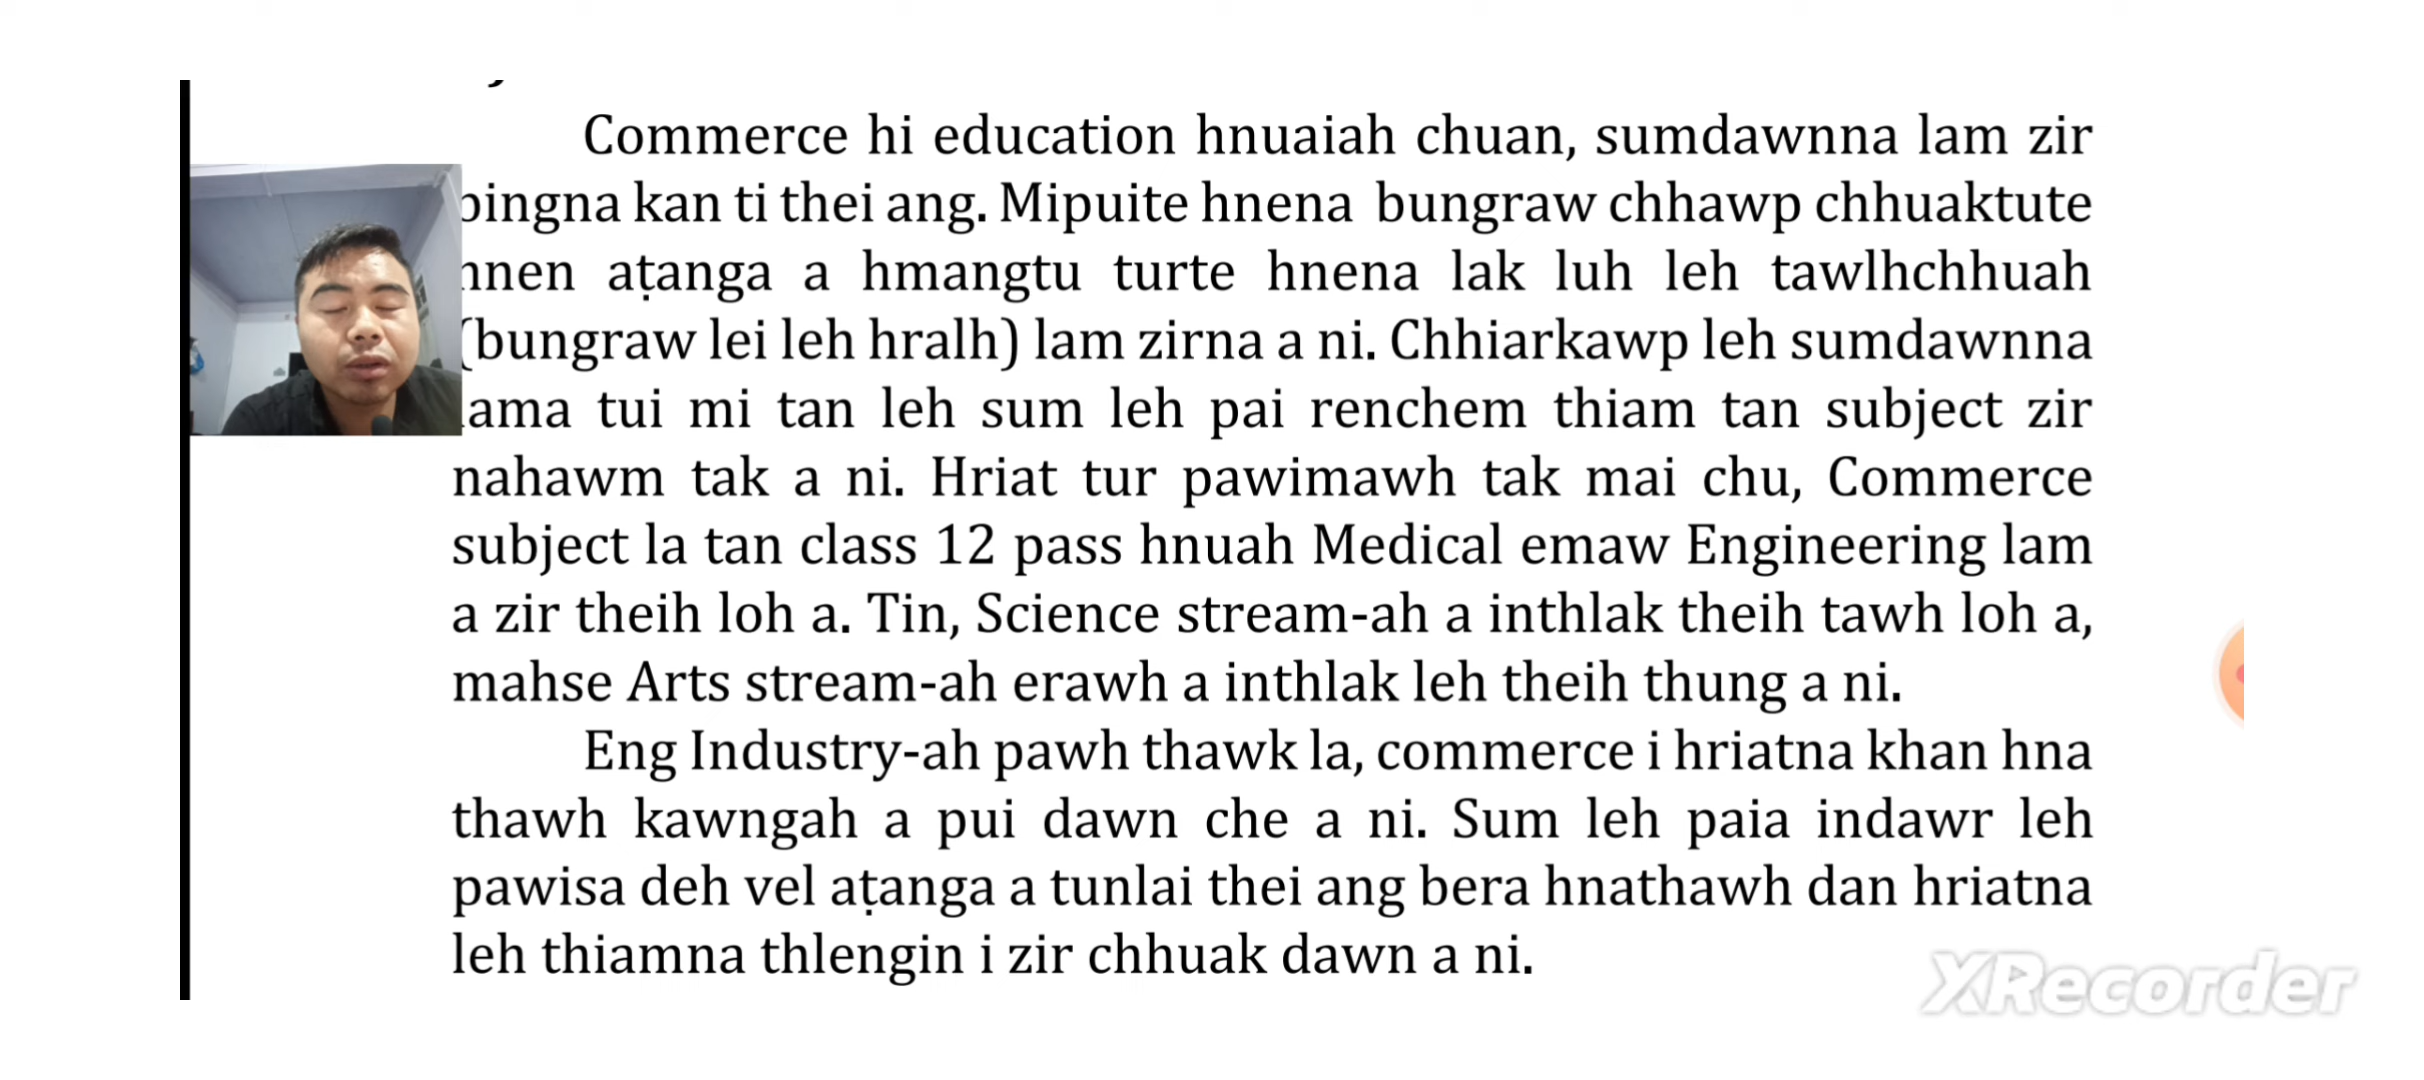 Commerce hi education hnuaiah chuan, sumdawnna lam zir
bingna kan ti thei ang. Mipuite hnena bungraw chhawp chhuaktute
hnen aṭanga a hmangtu turte hnena lak luh leh tawlhchhuah
(bungraw lei leh hralh) lam zirna a ni. Chhiarkawp leh sumdawnna
lama tui mi tan leh sum leh pai renchem thiam tan subject zir
nahawm tak a ni. Hriat tur pawimawh tak mai chu, Commerce
subject la tan class 12 pass hnuah Medical emaw Engineering lam
a zir theih loh a. Tin, Science stream-ah a inthlak theih tawh loh a,
mahse Arts stream-ah erawh a inthlak leh theih thung a ni.
Eng Industry-ah pawh thawk la, commerce i hriatna khan hna
thawh kawngah a pui dawn che a ni. Sum leh paia indawr leh
pawisa deh vel aṭanga a tunlai thei ang bera hnathawh dan hriatna
leh thiamna thlengin i zir chhuak dawn a ni.
XRecorder